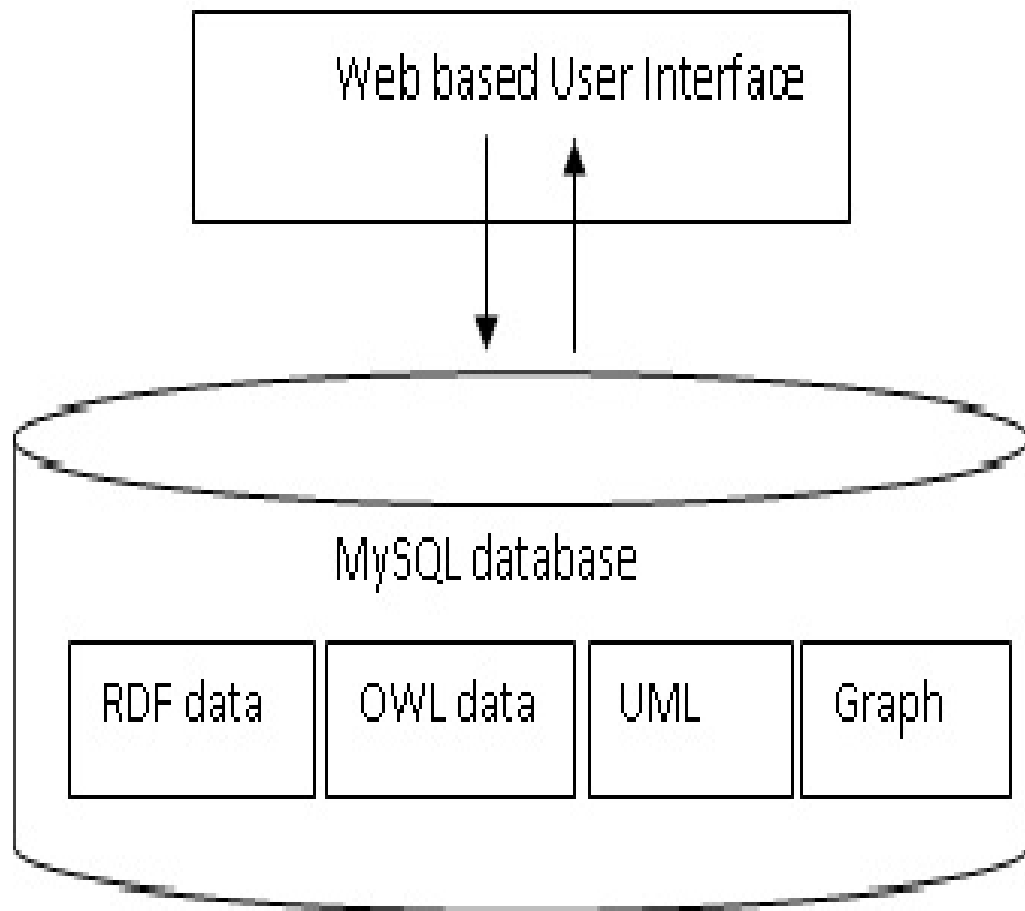 Web based User Interface
MySQL database
RDF data
OWL data
UML
Graph